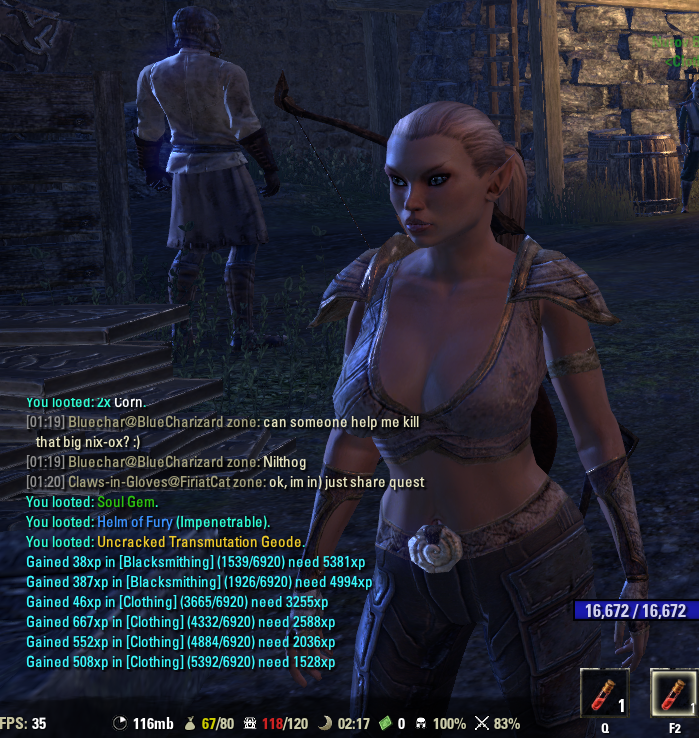 You looted: 2x Corn.
[01:19] Bluechar@BlueCharizard zone: can someone help me kill
that big nix-ox? :)
[01:19] Bluechar@BlueCharizard zone: Nilthog
[01:20] Claws-in-Gloves@FiriatCat zone: ok, im in) just share quest
You looted: Soul Gem.
You looted: Helm of Fury (Impenetrable).
You looted: Uncracked Transmutation Geode.
Gained 38xp in [Blacksmithing] (1539/6920) need 5381xp
Gained 387xp in [Blacksmithing] (1926/6920) need 4994xp
Gained 46xp in [Clothing] (3665/6920) need 3255xp
Gained 667xp in [Clothing] (4332/6920) need 2588xp
Gained 552xp in [Clothing] (4884/6920) need 2036xp
Gained 508xp in [Clothing] (5392/6920) need 1528xp
16,672 / 16,672
1 1
Q F2
FPS: 35 116mb 67/80 118/120 02:17 0 100% 83%